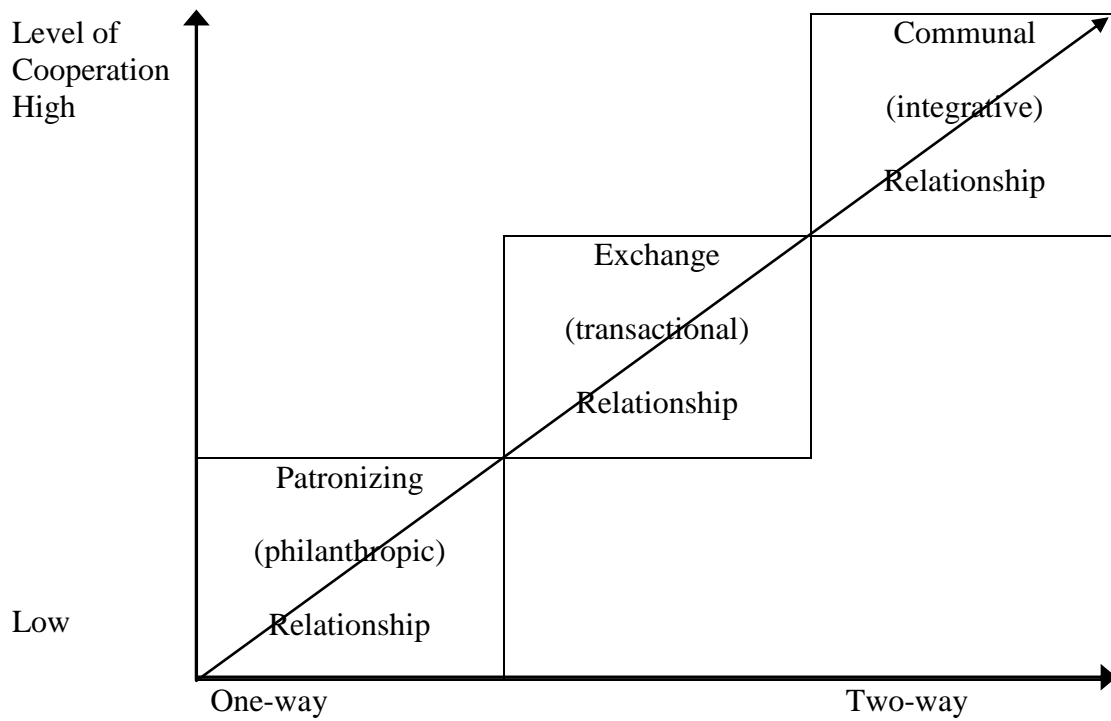 Level of
Cooperation
High
Communal
(integrative)
Relationship
Exchange
(transactional)
Relationship
Patronizing
(philanthropic)
Relationship
Low
One-way
Two-way